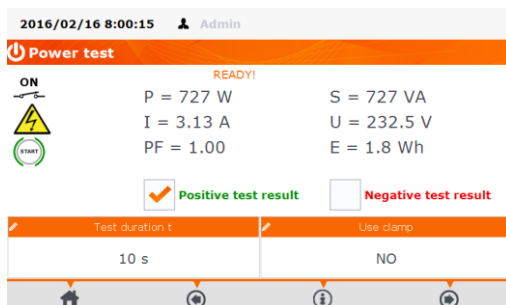 2016/02/16 8:00:15 Admin
Power test
READY!
ON
P = 727 W S = 727 VA
I = 3.13 A U = 232.5 V
PF = 1.00 E = 1.8 Wh
START
Positive test result Negative test result
Test duration t Use clamp
10 s NO